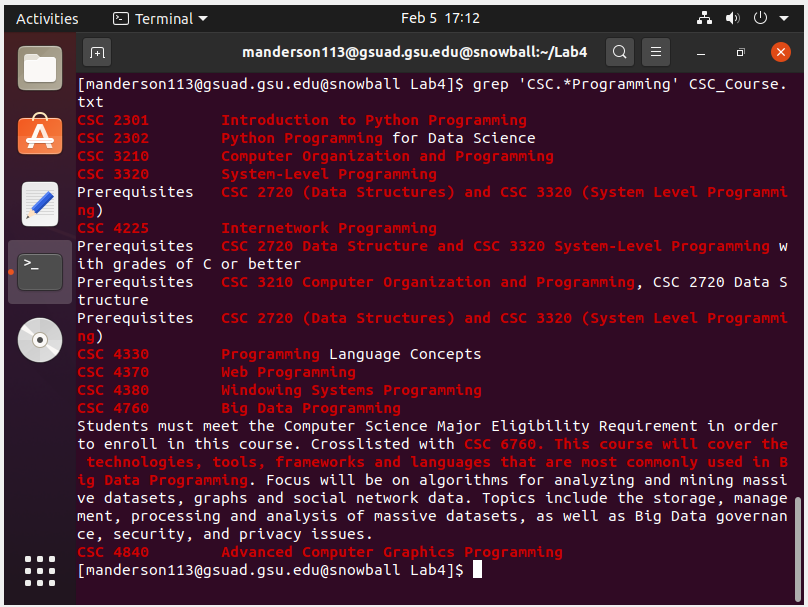 Activities Terminal Feb 5 17:12
manderson113@gsuad.gsu.edu@snowball:~/Lab4
[manderson113@gsuad.gsu.edu@snowball Lab4]$ grep 'CSC.*Programming' CSC_Course.
txt
CSC 2301 Introduction to Python Programming
CSC 2302 Python Programming for Data Science
CSC 3210 Computer Organization and Programming
CSC 3320 System-Level Programming
Prerequisites CSC 2720 (Data Structures) and CSC 3320 (System Level Programmi
ng)
CSC 4225 Internetwork Programming
Prerequisites CSC 2720 Data Structure and CSC 3320 System-Level Programming w
ith grades of C or better
Prerequisites CSC 3210 Computer Organization and Programming, CSC 2720 Data S
tructure
Prerequisites CSC 2720 (Data Structures) and CSC 3320 (System Level Programmi
ng)
CSC 4330 Programming Language Concepts
CSC 4370 Web Programming
CSC 4380 Windowing Systems Programming
CSC 4760 Big Data Programming
Students must meet the Computer Science Major Eligibility Requirement in order
to enroll in this course. Crosslisted with CSC 6760. This course will cover the
technologies, tools, frameworks and languages that are most commonly used in B
ig Data Programming. Focus will be on algorithms for analyzing and mining massi
ve datasets, graphs and social network data. Topics include the storage, manage
ment, processing and analysis of massive datasets, as well as Big Data governan
ce, security, and privacy issues.
CSC 4840 Advanced Computer Graphics Programming
[manderson113@gsuad.gsu.edu@snowball Lab4]$